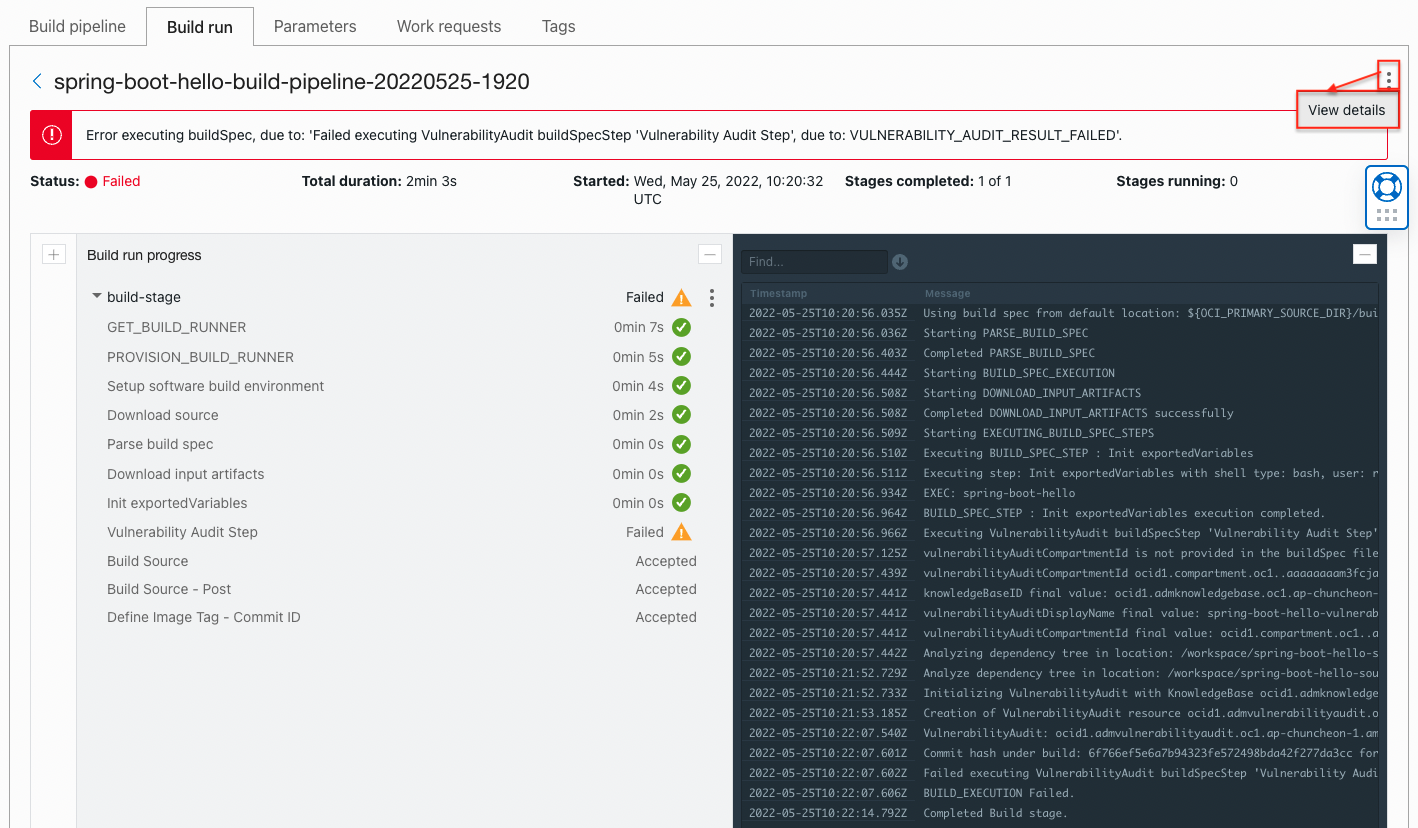 Build pipeline Build run Parameters Work requests Tags
spring-boot-hello-build-pipeline-20220525-1920
View details
Error executing buildSpec, due to: 'Failed executing VulnerabilityAudit buildSpecStep 'Vulnerability Audit Step', due to: VULNERABILITY_AUDIT_RESULT_FAILED'.
Status: Failed Total duration: 2min 3s Started: Wed, May 25, 2022, 10:20:32 Stages completed: 1 of 1 Stages running: 0
UTC
Build run progress
build-stage Failed
GET_BUILD_RUNNER 0min 7s
PROVISION_BUILD_RUNNER 0min 5s
Setup software build environment 0min 4s
Download source 0min 2s
Parse build spec 0min 0s
Download input artifacts 0min 0s
Init exportedVariables 0min 0s
Vulnerability Audit Step Failed
Build Source Accepted
Build Source - Post Accepted
Define Image Tag - Commit ID Accepted
Find...
Timestamp Message
2022-05-25T10:20:56.035Z Using build spec from default location: ${OCI_PRIMARY_SOURCE_DIR}/bui
2022-05-25T10:20:56.036Z Starting PARSE_BUILD_SPEC
2022-05-25T10:20:56.403Z Completed PARSE_BUILD_SPEC
2022-05-25T10:20:56.444Z Starting BUILD_SPEC_EXECUTION
2022-05-25T10:20:56.508Z Starting DOWNLOAD_INPUT_ARTIFACTS
2022-05-25T10:20:56.508Z Completed DOWNLOAD_INPUT_ARTIFACTS successfully
2022-05-25T10:20:56.509Z Starting EXECUTING_BUILD_SPEC_STEPS
2022-05-25T10:20:56.510Z Executing BUILD_SPEC_STEP : Init exportedVariables
2022-05-25T10:20:56.511Z Executing step: Init exportedVariables with shell type: bash, user: r
2022-05-25T10:20:56.934Z EXEC: spring-boot-hello
2022-05-25T10:20:56.964Z BUILD_SPEC_STEP : Init exportedVariables execution completed.
2022-05-25T10:20:56.966Z Executing VulnerabilityAudit buildSpecStep 'Vulnerability Audit Step'
2022-05-25T10:20:57.125Z vulnerabilityAuditCompartmentId is not provided in the buildSpec file
2022-05-25T10:20:57.439Z vulnerabilityAuditCompartmentId ocid1.compartment.oc1..aaaaaaaam3fcja
2022-05-25T10:20:57.441Z knowledgeBaseID final value: ocid1.admknowledgebase.oc1.ap-chuncheon-
2022-05-25T10:20:57.441Z vulnerabilityAuditDisplayName final value: spring-boot-hello-vulnerab
2022-05-25T10:20:57.441Z vulnerabilityAuditCompartmentId final value: ocid1.compartment.oc1..a
2022-05-25T10:20:57.442Z Analyzing dependency tree in location: /workspace/spring-boot-hello-s
2022-05-25T10:21:52.729Z Analyze dependency tree in location: /workspace/spring-boot-hello-sou
2022-05-25T10:21:52.733Z Initializing VulnerabilityAudit with KnowledgeBase ocid1.admknowledge
2022-05-25T10:21:53.185Z Creation of VulnerabilityAudit resource ocid1.admvulnerabilityaudit.o
2022-05-25T10:22:07.540Z VulnerabilityAudit: ocid1.admvulnerabilityaudit.oc1.ap-chuncheon-1.am
2022-05-25T10:22:07.601Z Commit hash under build: 6f766ef5e6a7b94323fe572498bda42f277da3cc for
2022-05-25T10:22:07.602Z Failed executing VulnerabilityAudit buildSpecStep 'Vulnerability Audi
2022-05-25T10:22:07.606Z BUILD_EXECUTION Failed.
2022-05-25T10:22:14.792Z Completed Build stage.